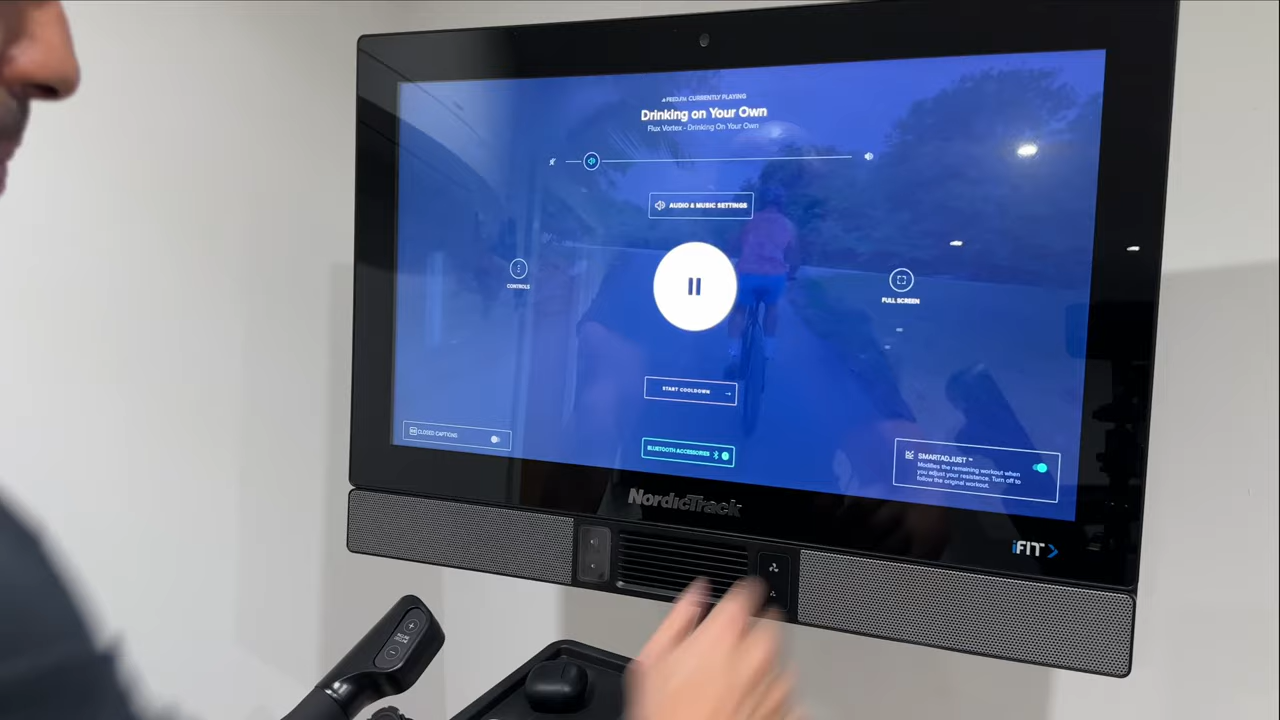 CURRENTLY PLAYING
Drinking on Your Own
Flux Vortex - Drinking On Your Own
AUDIO & MUSIC SETTINGS
CONTROLS
FULL SCREEN
START COOLDOWN
CLOSED CAPTIONS
BLUETOOTH ACCESSORIES
SMARTADJUST™
Modifies the remaining workout when
you adjust your resistance. Turn off to
follow the original workout.
NordicTrack
iFIT